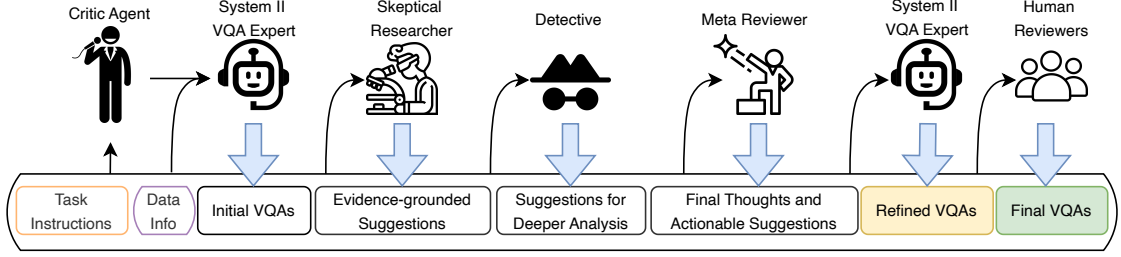 Critic Agent
System II
VQA Expert
Skeptical
Researcher
Detective
Meta Reviewer
System II
VQA Expert
Human
Reviewers
Task
Instructions
Data
Info
Initial VQAs
Evidence-grounded
Suggestions
Suggestions for
Deeper Analysis
Final Thoughts and
Actionable Suggestions
Refined VQAs
Final VQAs